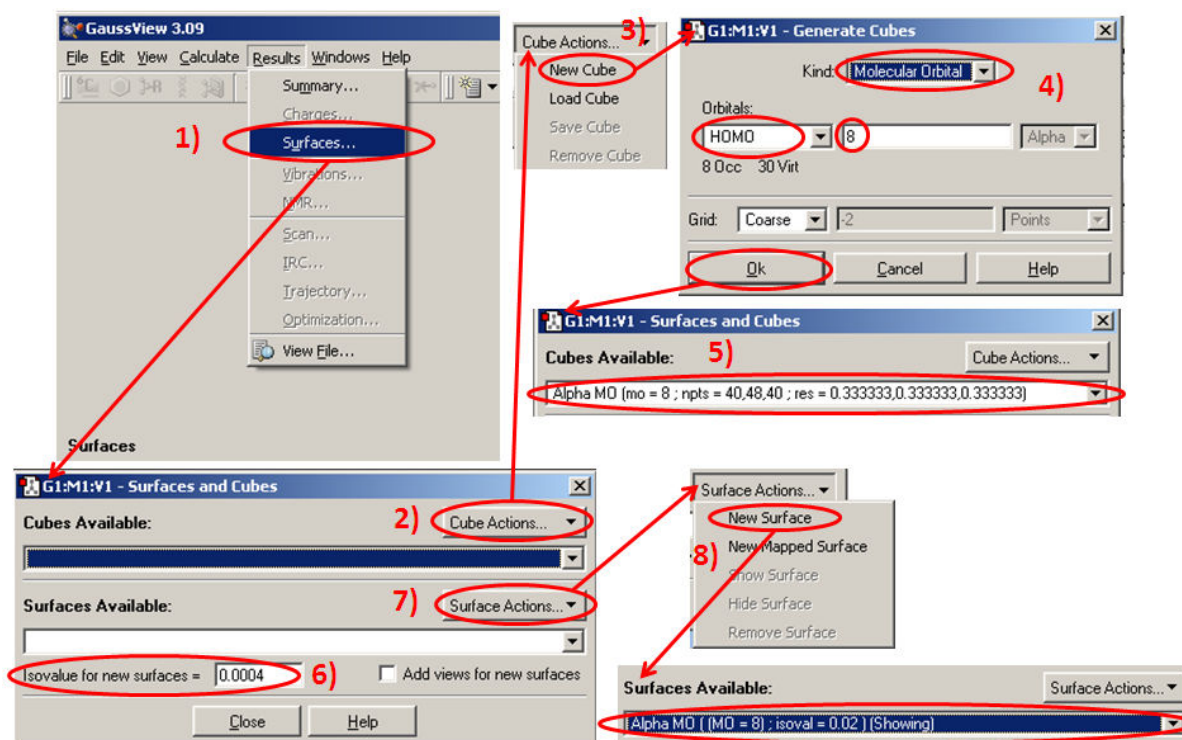 GaussView 3.09
File Edit View Calculate Results Windows Help
Summary...
Charges...
1)
Surfaces...
Vibrations...
NMR...
Scan...
IRC...
Trajectory...
Optimization...
View File...
Surfaces
Cube Actions...
3)
New Cube
Load Cube
Save Cube
Remove Cube
G1:M1:V1 - Generate Cubes
Kind: Molecular Orbital
4)
Orbitals:
HOMO 8 Alpha
8 Occ 30 Virt
Grid: Coarse -2 Points
Ok Cancel Help
G1:M1:V1 - Surfaces and Cubes
Cubes Available: 5) Cube Actions...
Alpha MO (mo = 8 ; npts = 40,48,40 ; res = 0.333333,0.333333,0.333333)
G1:M1:V1 - Surfaces and Cubes
Cubes Available: 2) Cube Actions...
Surfaces Available: 7) Surface Actions...
Isovalue for new surfaces = 0.0004 6) Add views for new surfaces
Close Help
Surface Actions...
New Surface
New Mapped Surface
8)
Show Surface
Hide Surface
Remove Surface
Surfaces Available: Surface Actions...
Alpha MO ( (MO = 8) ; isoval = 0.02 ) (Showing)